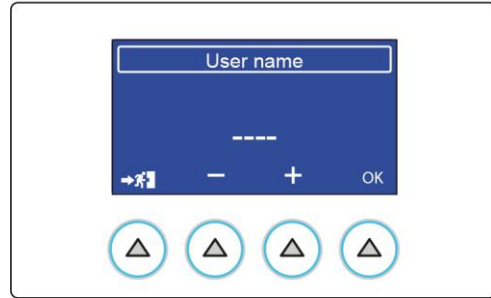 User name
----
− + OK